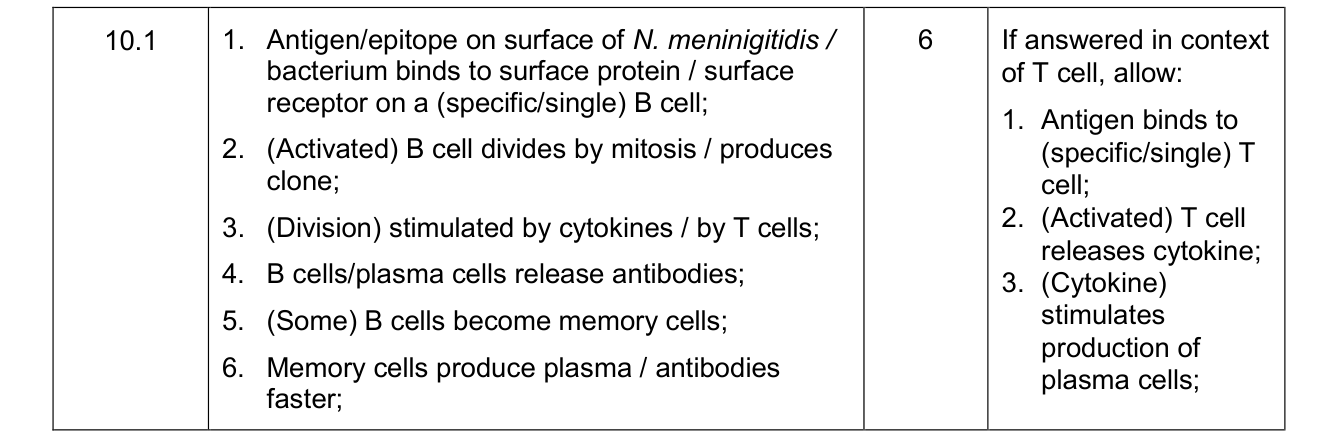 10.1
1. Antigen/epitope on surface of N. meninigitidis /
bacterium binds to surface protein / surface
receptor on a (specific/single) B cell;
2. (Activated) B cell divides by mitosis / produces
clone;
3. (Division) stimulated by cytokines / by T cells;
4. B cells/plasma cells release antibodies;
5. (Some) B cells become memory cells;
6. Memory cells produce plasma / antibodies
faster;
6
If answered in context
of T cell, allow:
1. Antigen binds to
(specific/single) T
cell;
2. (Activated) T cell
releases cytokine;
3. (Cytokine)
stimulates
production of
plasma cells;